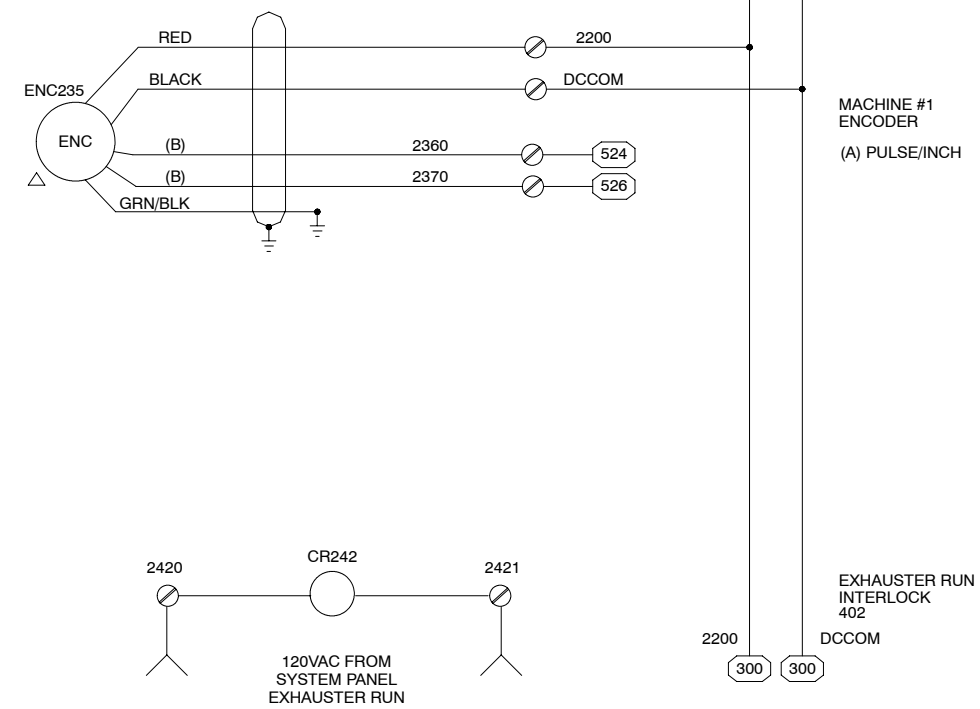 RED
2200
ENC235
BLACK
DCCOM
MACHINE #1
ENCODER
ENC
(B)
2360
524
(A) PULSE/INCH
(B)
2370
526
GRN/BLK
2420
CR242
2421
EXHAUSTER RUN
INTERLOCK
402
2200
DCCOM
120VAC FROM
SYSTEM PANEL
EXHAUSTER RUN
300
300